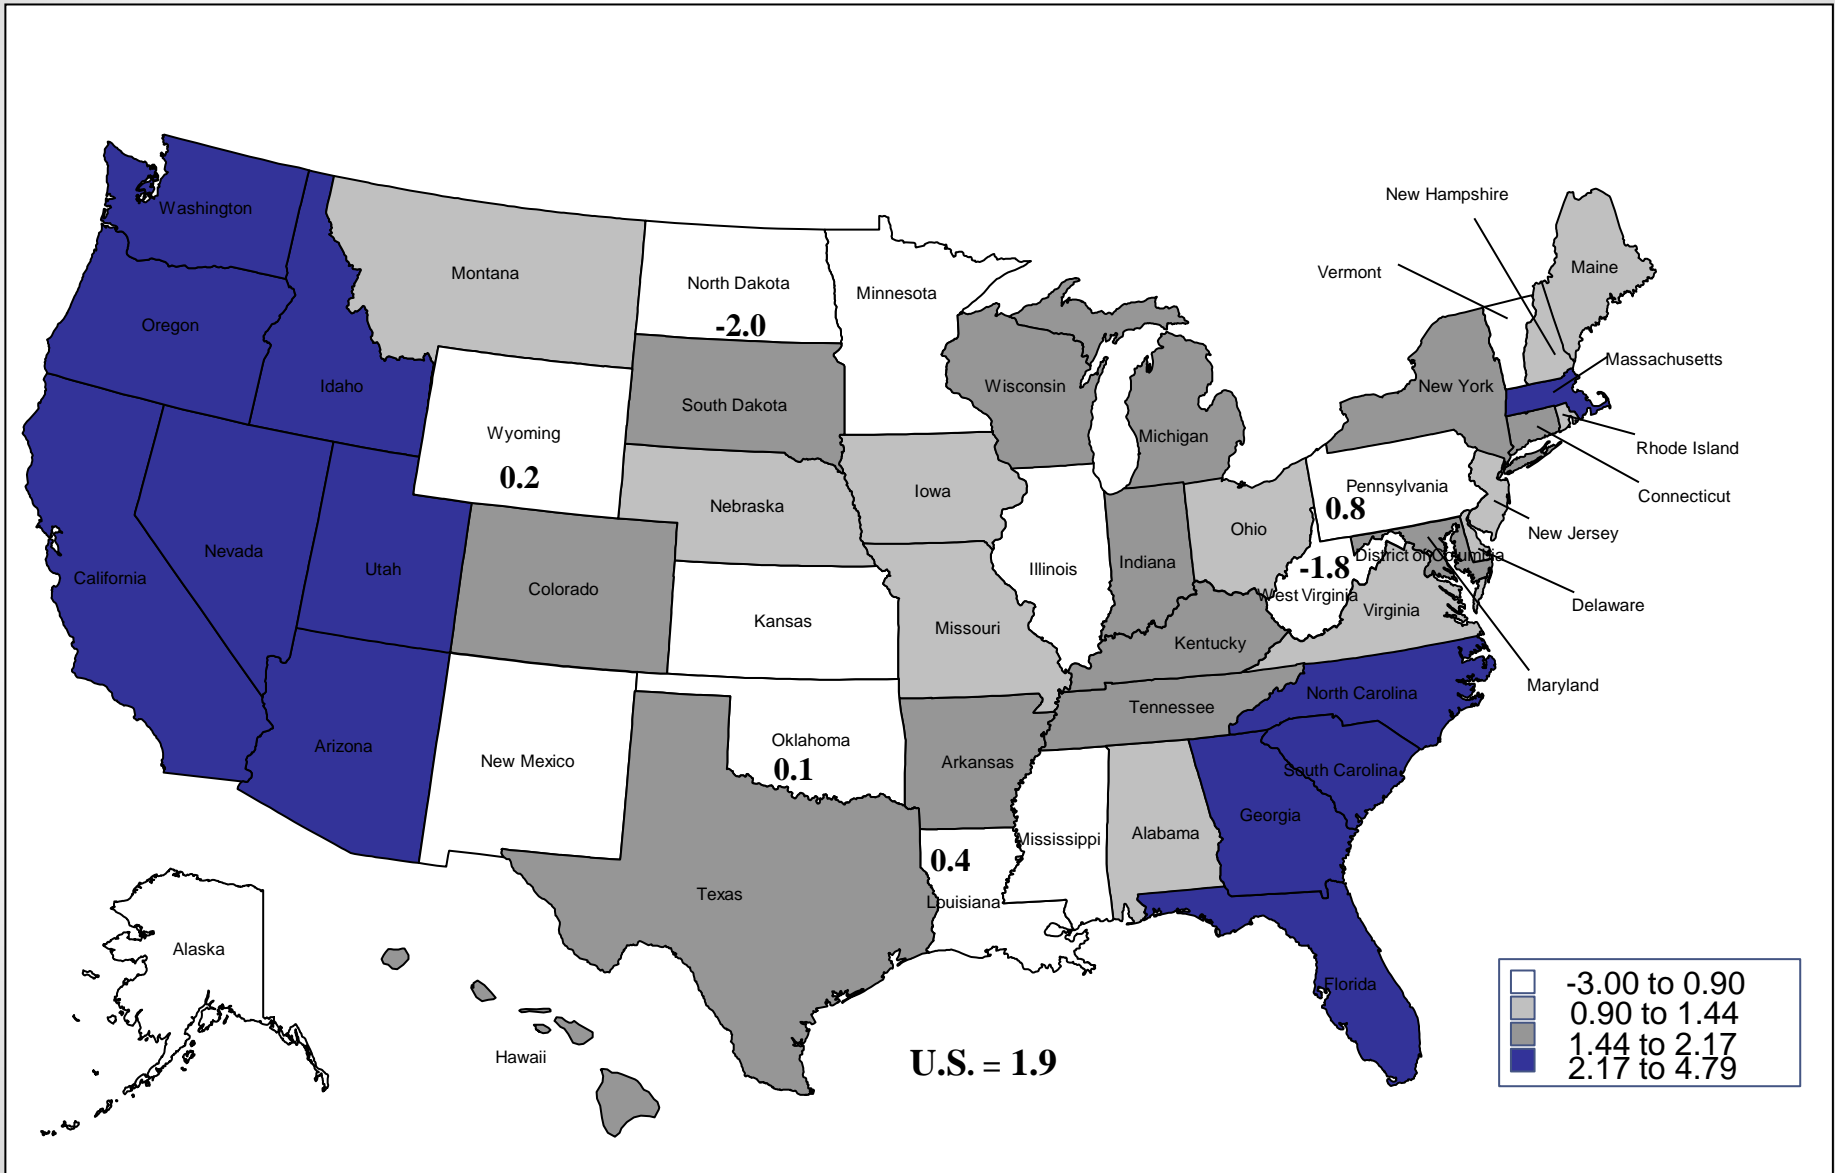 New Hampshire
Washington
Maine
Vermont
Montana
North Dakota
Minnesota
-2.0
Oregon
Massachusetts
Idaho
Wisconsin
New York
South Dakota
Wyoming
Michigan
Rhode Island
0.2
Pennsylvania
Iowa
Connecticut
Nebraska
0.8
Ohio
New Jersey
Nevada
District of Columbia
Indiana
Utah
Illinois
-1.8
California
Colorado
West Virginia
Delaware
Virginia
Kansas
Missouri
Kentucky
Maryland
North Carolina
Tennessee
Arizona
Oklahoma
New Mexico
Arkansas
0.1
South Carolina
Georgia
Alabama
Mississippi
0.4
Texas
Louisiana
Alaska
Florida
-3.00 to 0.90
0.90 to 1.44
1.44 to 2.17
2.17 to 4.79
Hawaii
U.S. = 1.9